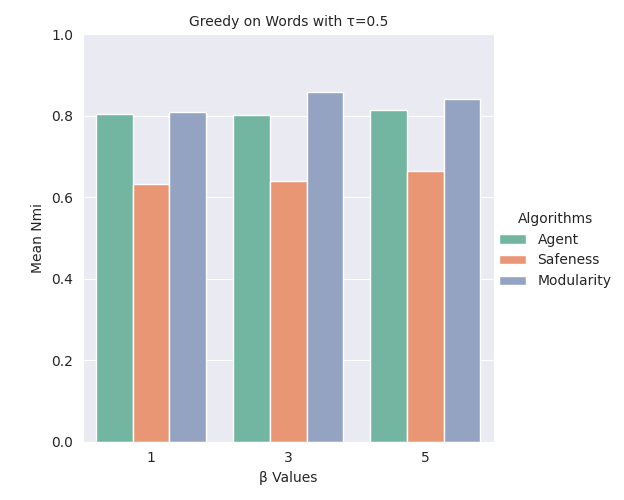 Greedy on Words with τ=0.5
1.0
0.8
0.6
0.4
0.2
0.0
Mean Nmi
1
3
5
β Values
Algorithms
Agent
Safeness
Modularity